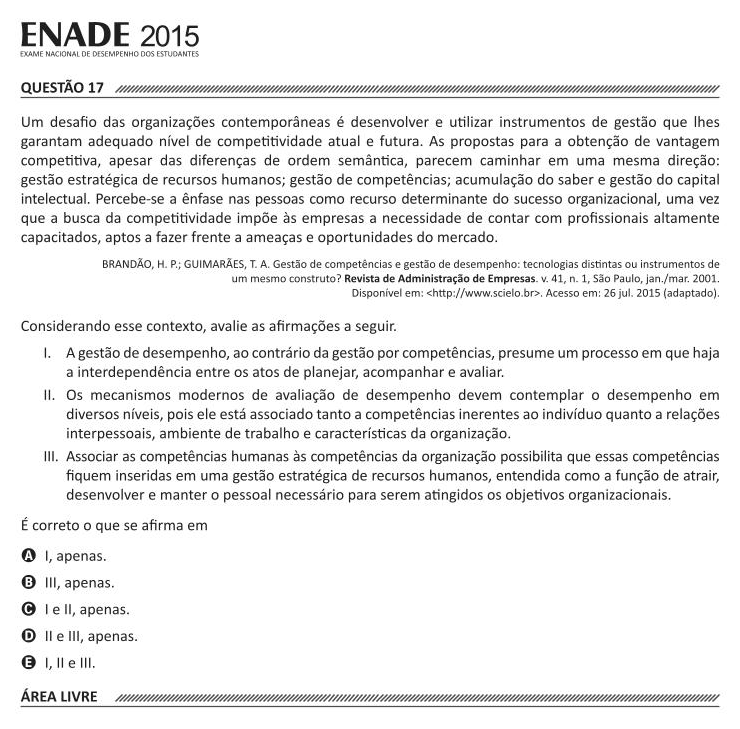 ENADE 2015
EXAME NACIONAL DE DESEMPENHO DOS ESTUDANTES
QUESTÃO 17
Um desafio das organizações contemporâneas é desenvolver e utilizar instrumentos de gestão que lhes
garantam adequado nível de competitividade atual e futura. As propostas para a obtenção de vantagem
competitiva, apesar das diferenças de ordem semântica, parecem caminhar em uma mesma direção:
gestão estratégica de recursos humanos; gestão de competências; acumulação do saber e gestão do capital
intelectual. Percebe-se a ênfase nas pessoas como recurso determinante do sucesso organizacional, uma vez
que a busca da competitividade impõe às empresas a necessidade de contar com profissionais altamente
capacitados, aptos a fazer frente a ameaças e oportunidades do mercado.
BRANDÃO, H. P.; GUIMARÃES, T. A. Gestão de competências e gestão de desempenho: tecnologias distintas ou instrumentos de
um mesmo construto? Revista de Administração de Empresas. v. 41, n. 1, São Paulo, jan./mar. 2001.
Disponível em: <http://www.scielo.br>. Acesso em: 26 jul. 2015 (adaptado).
Considerando esse contexto, avalie as afirmações a seguir.
I. A gestão de desempenho, ao contrário da gestão por competências, presume um processo em que haja
a interdependência entre os atos de planejar, acompanhar e avaliar.
II. Os mecanismos modernos de avaliação de desempenho devem contemplar o desempenho em
diversos níveis, pois ele está associado tanto a competências inerentes ao indivíduo quanto a relações
interpessoais, ambiente de trabalho e características da organização.
III. Associar as competências humanas às competências da organização possibilita que essas competências
fiquem inseridas em uma gestão estratégica de recursos humanos, entendida como a função de atrair,
desenvolver e manter o pessoal necessário para serem atingidos os objetivos organizacionais.
É correto o que se afirma em
A I, apenas.
B III, apenas.
C I e II, apenas.
D II e III, apenas.
E I, II e III.
ÁREA LIVRE